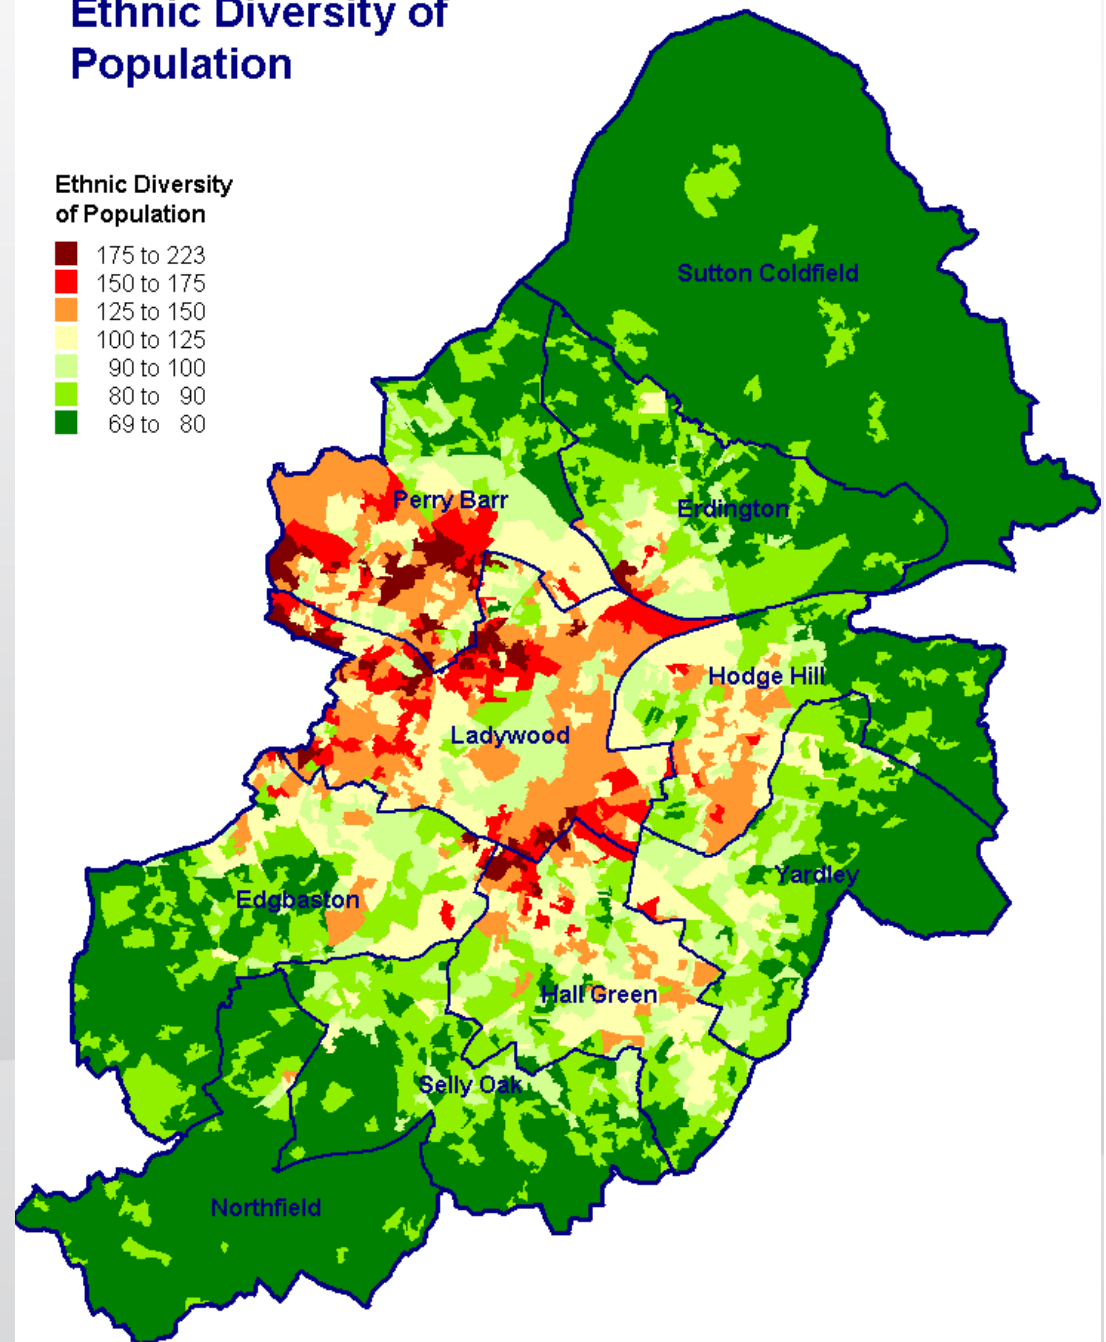 Ethnic Diversity of
Population
Ethnic Diversity
of Population
175 to 223
150 to 175
125 to 150
100 to 125
90 to 100
80 to 90
69 to 80
Sutton Coldfield
Perry Barr
Erdington
Hodge Hill
Ladywood
Yardley
Edgbaston
Hall Green
Selly Oak
Northfield